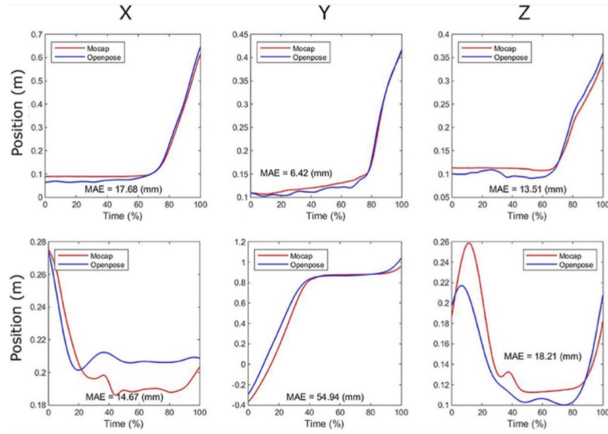 X Y Z
0.7
0.6
0.5
0.4
0.3
0.2
0.1
0
Position (m)
Mocap
Openpose
MAE = 17.68 (mm)
0 20 40 60 80 100
Time (%)
0.45
0.4
0.35
0.3
0.25
0.2
0.15
0.1
Mocap
Openpose
MAE = 6.42 (mm)
0 20 40 60 80 100
Time (%)
0.4
0.35
0.3
0.25
0.2
0.15
0.1
0.05
Mocap
Openpose
MAE = 13.51 (mm)
0 20 40 60 80 100
Time (%)
0.28
0.26
0.24
0.22
0.2
0.18
Position (m)
Mocap
Openpose
MAE = 14.67 (mm)
0 20 40 60 80 100
Time (%)
1.2
1
0.8
0.6
0.4
0.2
0
-0.2
-0.4
Mocap
Openpose
MAE = 54.94 (mm)
0 20 40 60 80 100
Time (%)
0.26
0.24
0.22
0.2
0.18
0.16
0.14
0.12
0.1
Mocap
Openpose
MAE = 18.21 (mm)
0 20 40 60 80 100
Time (%)